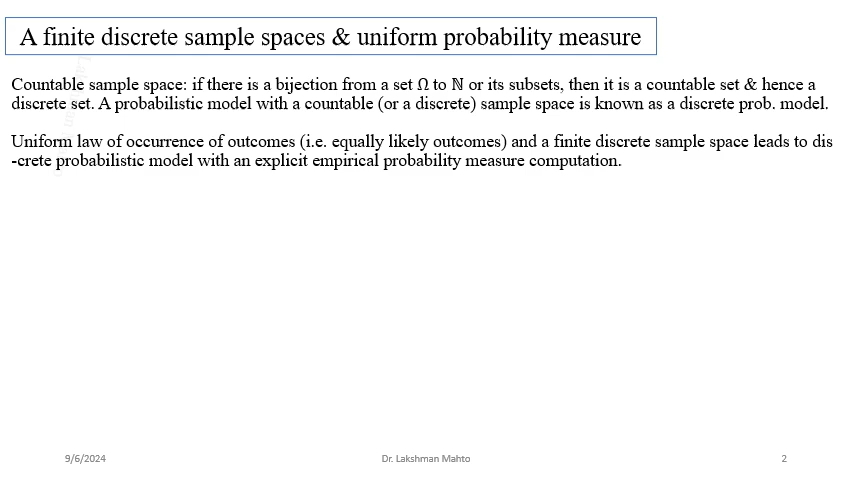 A finite discrete sample spaces & uniform probability measure
Countable sample space: if there is a bijection from a set Ω to ℕ or its subsets, then it is a countable set & hence a
discrete set. A probabilistic model with a countable (or a discrete) sample space is known as a discrete prob. model.
Uniform law of occurrence of outcomes (i.e. equally likely outcomes) and a finite discrete sample space leads to dis
-crete probabilistic model with an explicit empirical probability measure computation.
9/6/2024
Dr. Lakshman Mahto
2